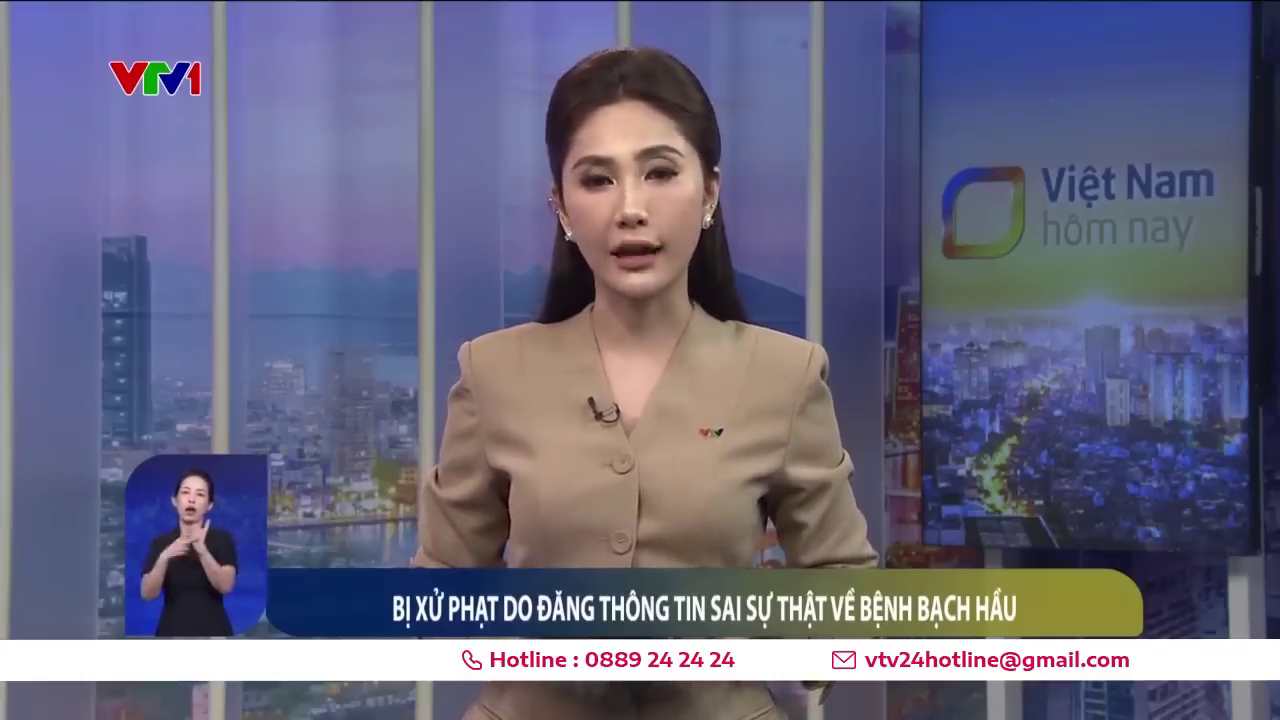 VTV1
Việt Nam
hôm nay
VTV
BỊ XỬ PHẠT DO ĐĂNG THÔNG TIN SAI SỰ THẬT VỀ BỆNH BẠCH HẦU
Hotline : 0889 24 24 24
vtv24hotline@gmail.com